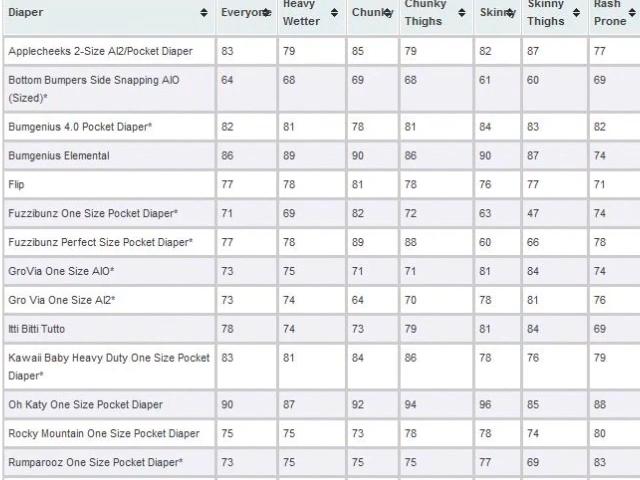 Diaper Everyone Heavy Wetter Chunky Chunky Thighs Skinny Skinny Thighs Rash Prone
Applecheeks 2-Size AI2/Pocket Diaper 83 79 85 79 82 87 77
Bottom Bumpers Side Snapping AIO (Sized)* 64 68 69 68 61 60 69
Bumgenius 4.0 Pocket Diaper* 82 81 78 81 84 83 82
Bumgenius Elemental 86 89 90 86 90 87 74
Flip 77 78 81 78 76 77 71
Fuzzibunz One Size Pocket Diaper* 71 69 82 72 63 47 74
Fuzzibunz Perfect Size Pocket Diaper* 77 78 89 88 60 66 78
GroVia One Size AIO* 73 75 71 71 81 84 74
Gro Via One Size AI2* 73 74 64 70 78 81 76
Itti Bitti Tutto 78 74 73 79 81 84 69
Kawaii Baby Heavy Duty One Size Pocket Diaper* 83 81 84 86 78 76 79
Oh Katy One Size Pocket Diaper 90 87 92 94 96 85 88
Rocky Mountain One Size Pocket Diaper 75 75 73 78 78 74 80
Rumparooz One Size Pocket Diaper* 73 75 75 75 77 69 83